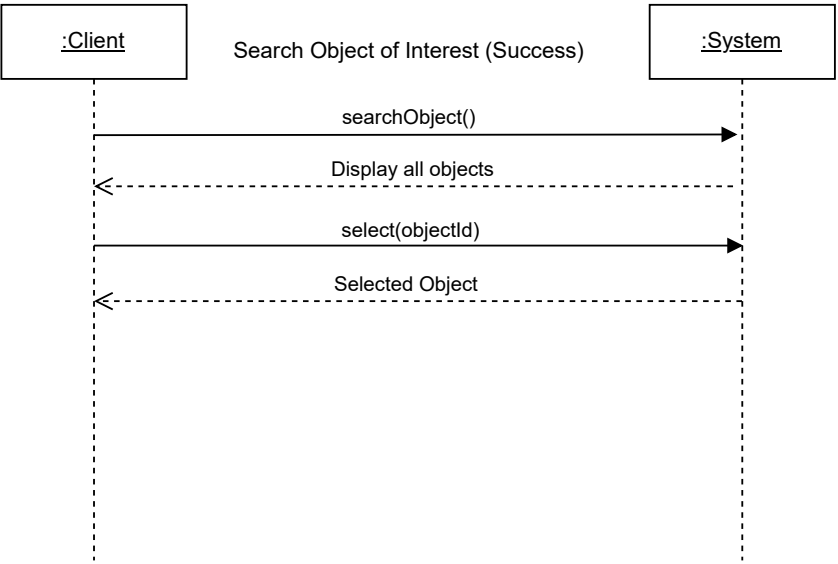 :Client
Search Object of Interest (Success)
:System
searchObject()
Display all objects
select(objectId)
Selected Object